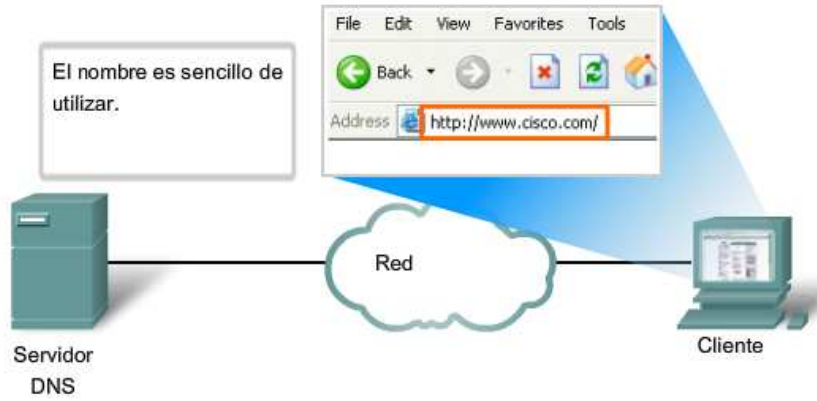 El nombre es sencillo de
utilizar.
File Edit View Favorites Tools
Back
Address http://www.cisco.com/
Red
Servidor
DNS
Cliente